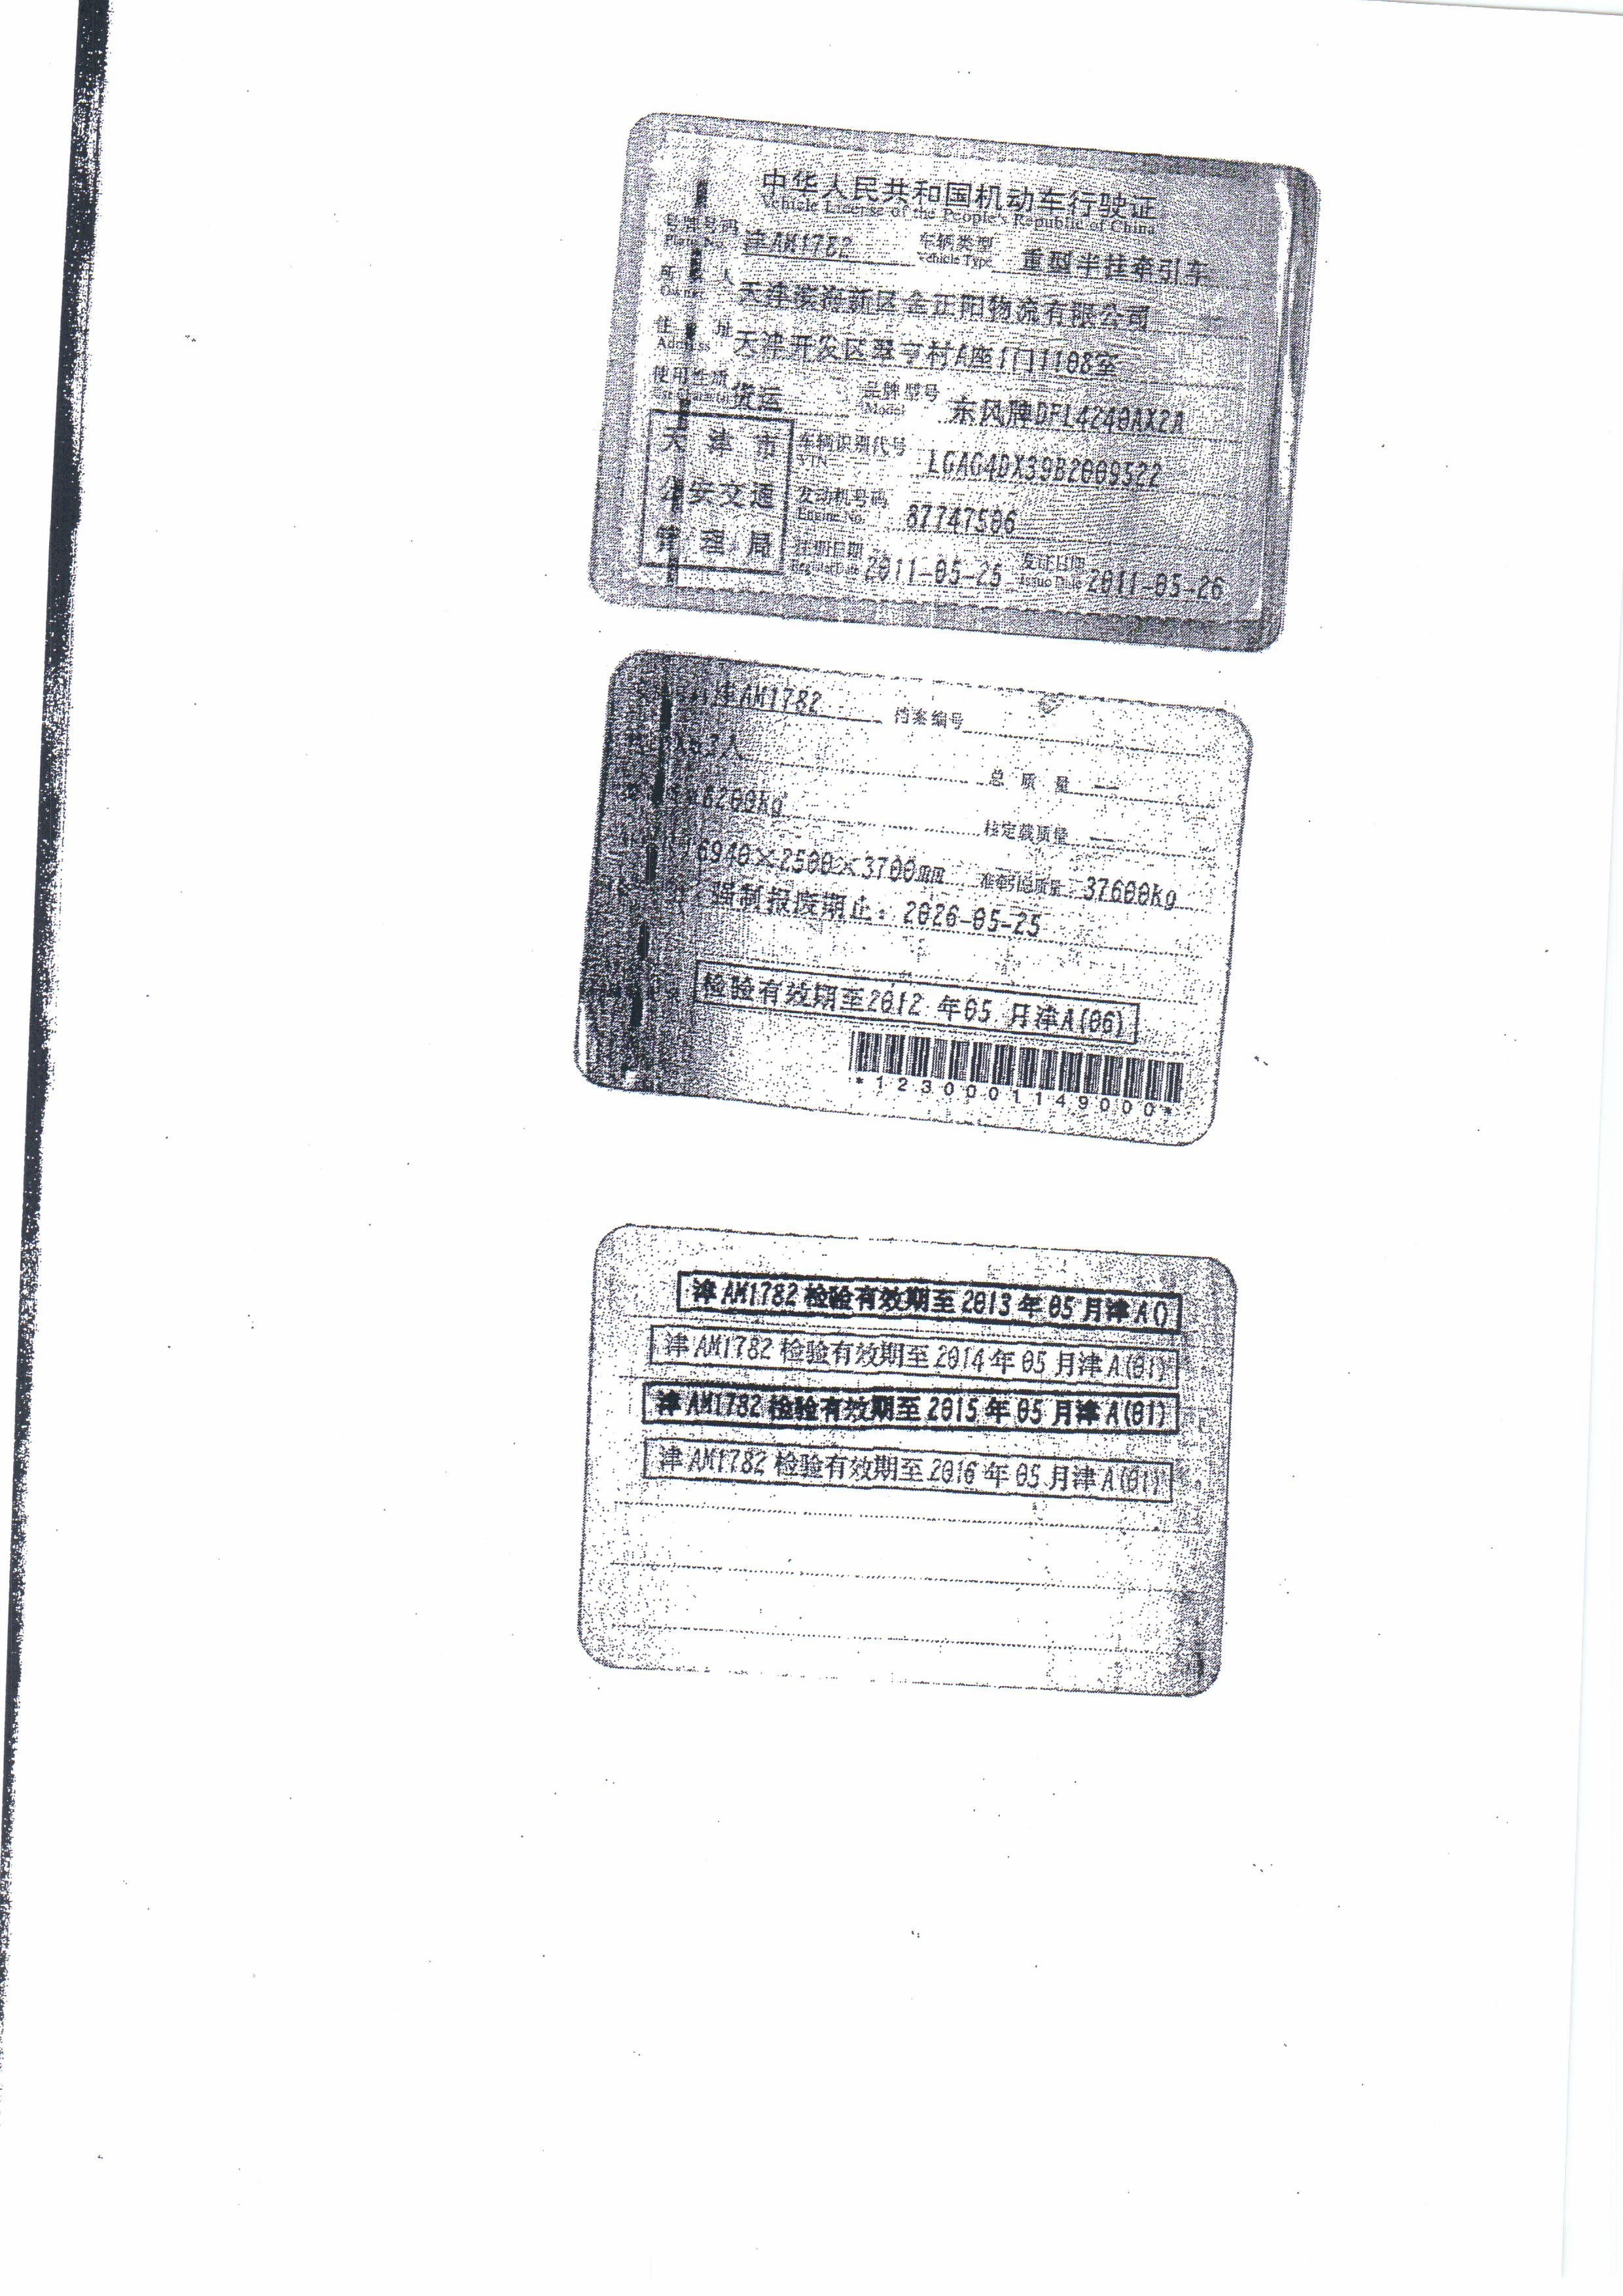 中华人民共和国机动车行驶证
Vehicle License of the People's Republic of China
号牌号码 津AM1782 车辆类型 重型半挂牵引车
Plate No. Vehicle Type
所 人 天津滨海新区金正阳物流有限公司
Owner
住 址 天津开发区翠亨村A座1门1108室
Address
使用性质 货运 品牌型号 东风牌DFL4240AX2A
Model
天津市 车辆识别代号 LGAG4DX39B2009522
VIN
公安交通 发动机号码 87747506
Engine No.
管理局 注册日期 2011-05-25 发证日期 2011-05-26
Register Date Issue Date
津AM1782 档案编号
3人 总质量 --
8200kg 核定载质量 --
6940×2500×3700mm 准牵引总质量 37600kg
强制报废期止：2026-05-25
检验有效期至2012年05月津A(06)
*1230001149000*
津AM1782检验有效期至2013年05月津A()
津AM1782检验有效期至2014年05月津A(01)
津AM1782检验有效期至2015年05月津A(01)
津AM1782检验有效期至2016年05月津A(01)